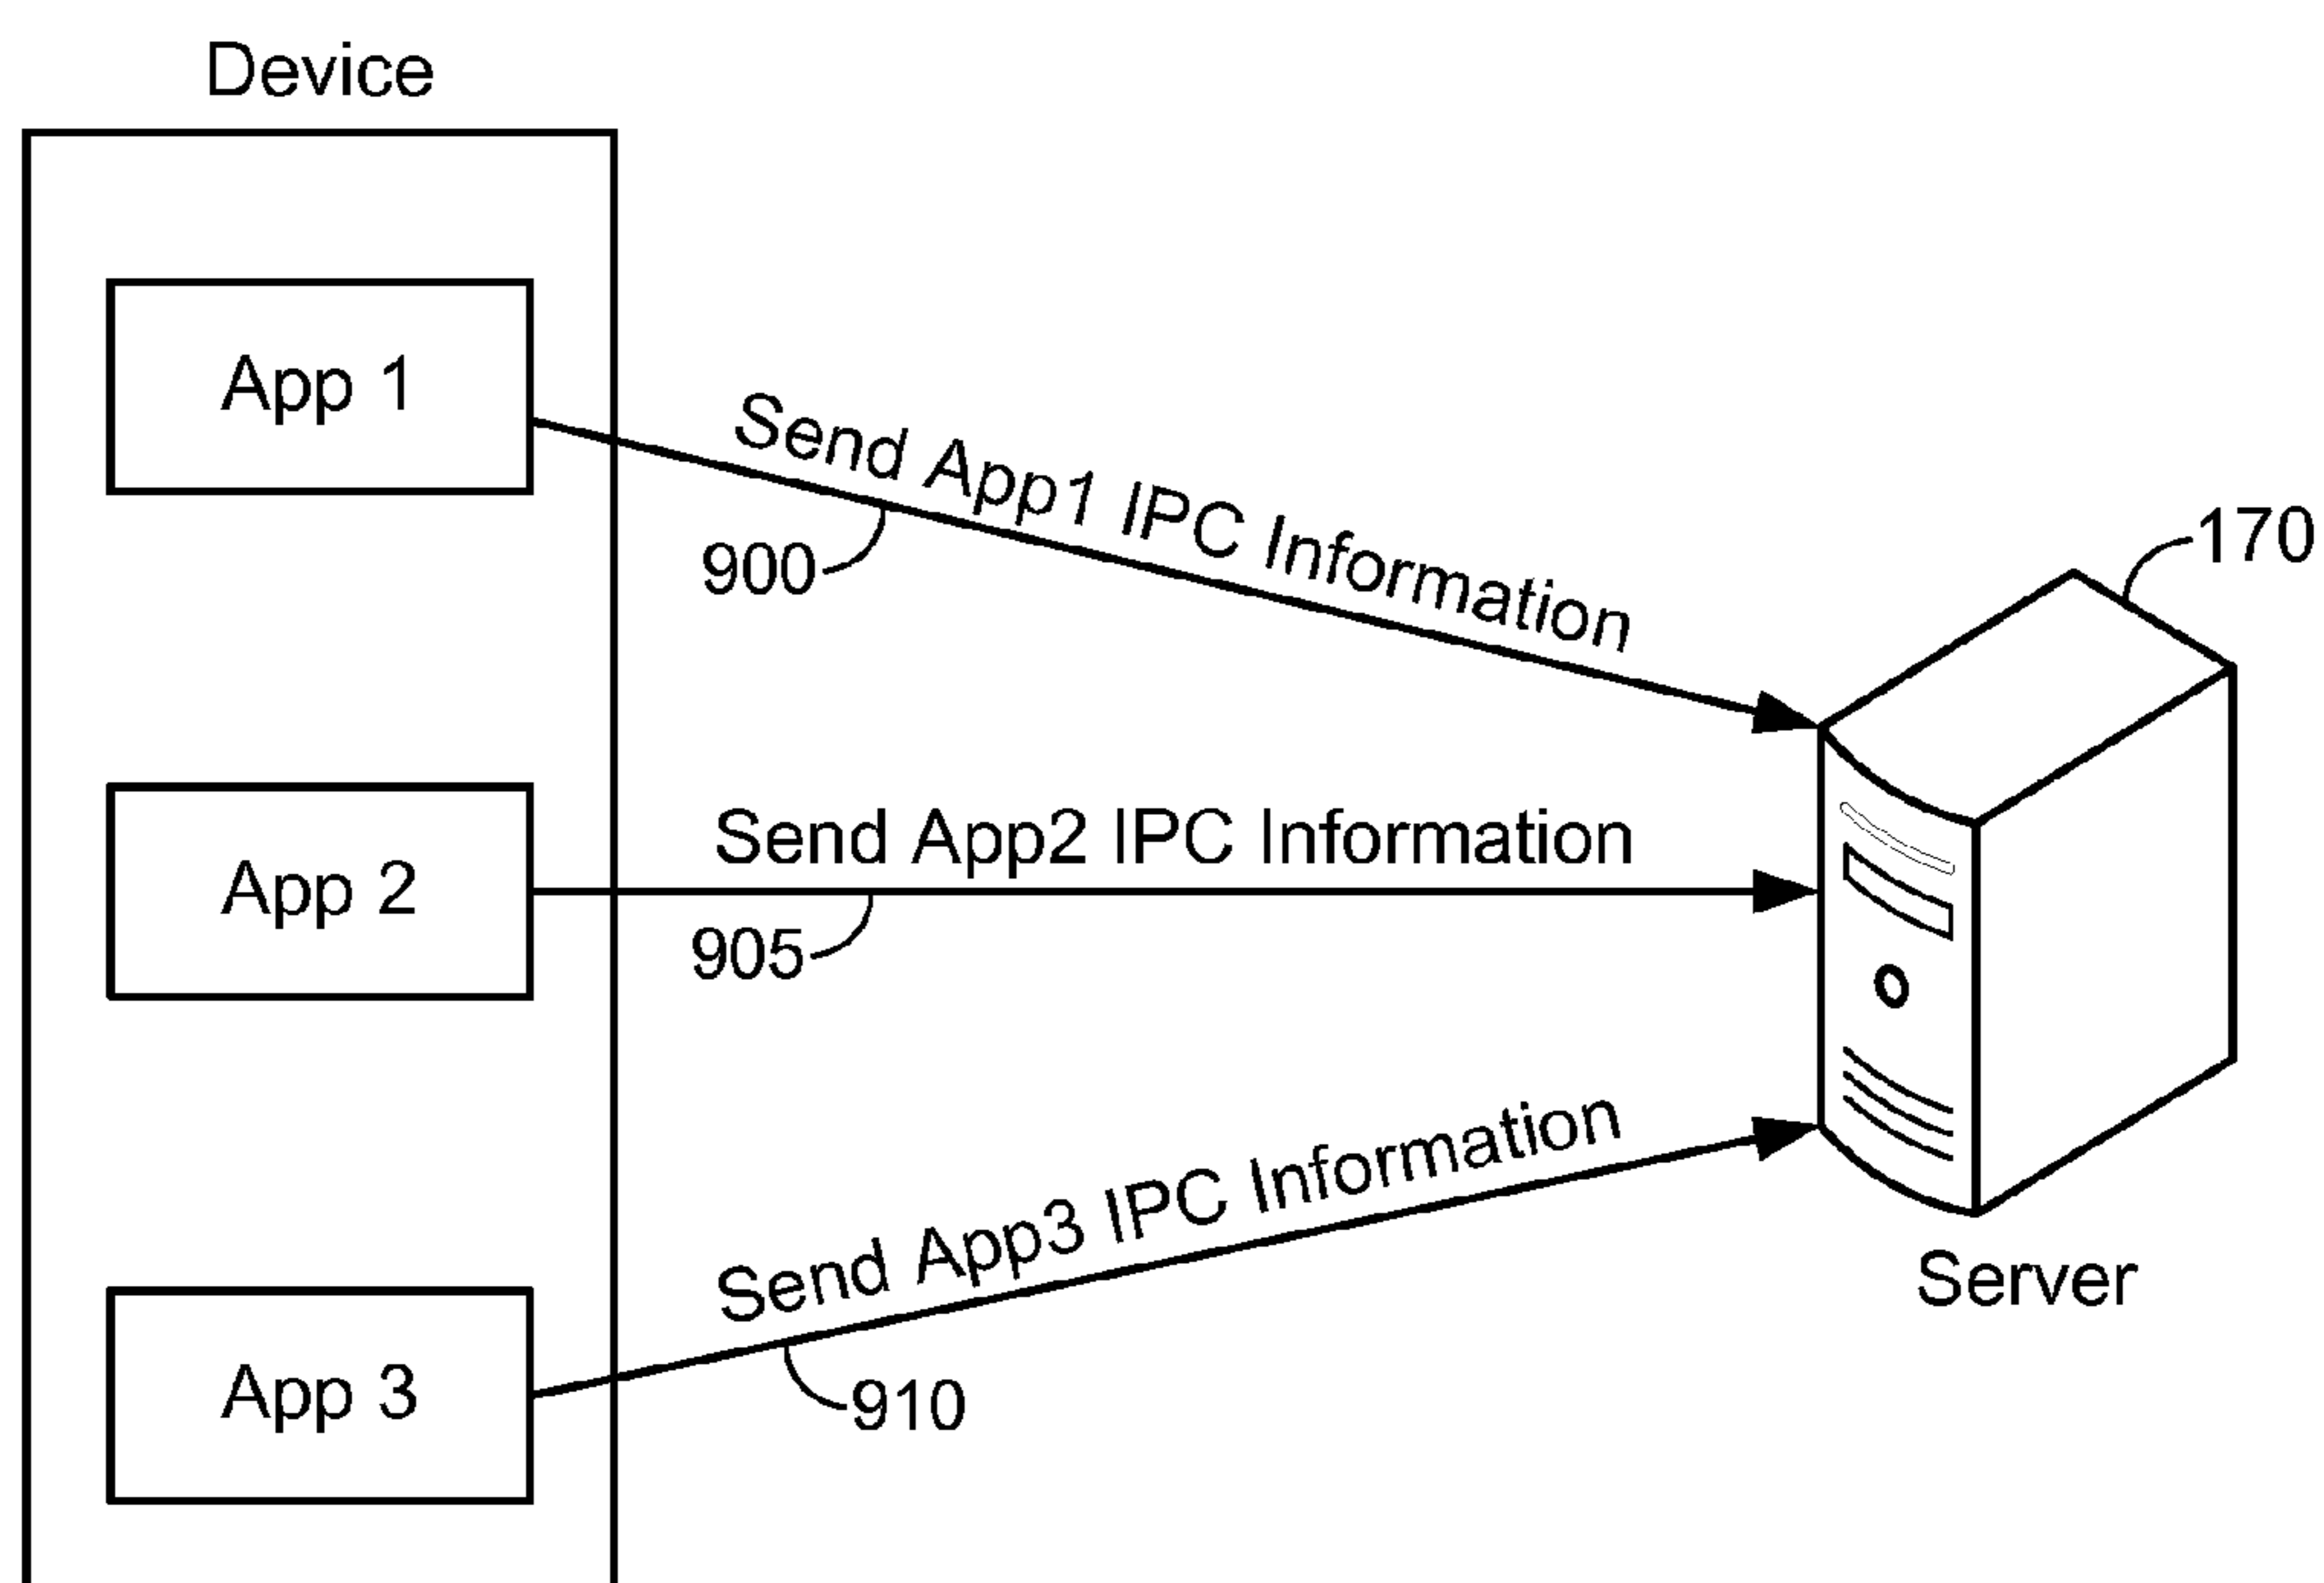 Device
App 1
Send App1 IPC Information
900
170
App 2
Send App2 IPC Information
905
Send App3 IPC Information
Server
App 3
910